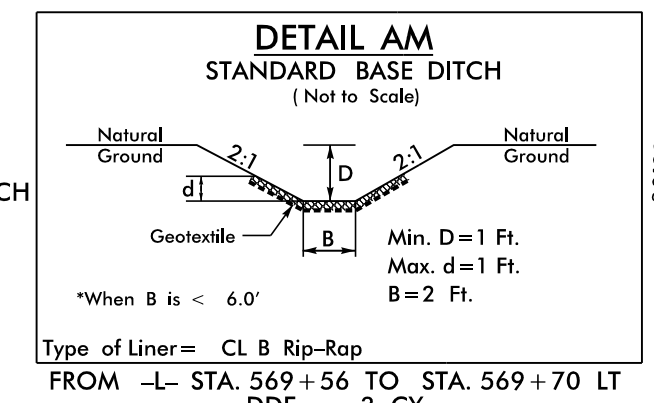 DETAIL AM
STANDARD BASE DITCH
( Not to Scale)
Natural
Ground
2:1
D
2:1
Natural
Ground
CH
d
Geotextile
B
Min. D=1 Ft.
Max. d=1 Ft.
B=2 Ft.
*When B is < 6.0'
Type of Liner= CL B Rip-Rap
FROM -L- STA. 569+56 TO STA. 569+70 LT